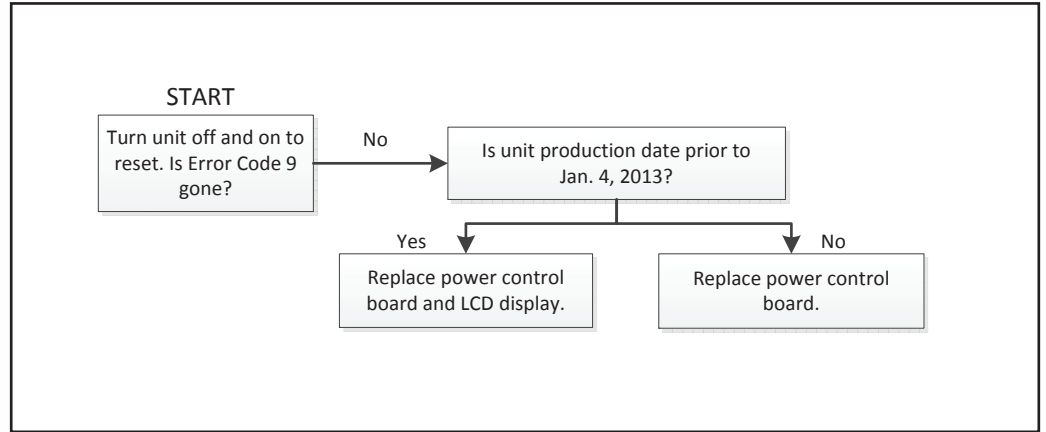 START
Turn unit off and on to
reset. Is Error Code 9
gone?
No
Is unit production date prior to
Jan. 4, 2013?
Yes
Replace power control
board and LCD display.
No
Replace power control
board.